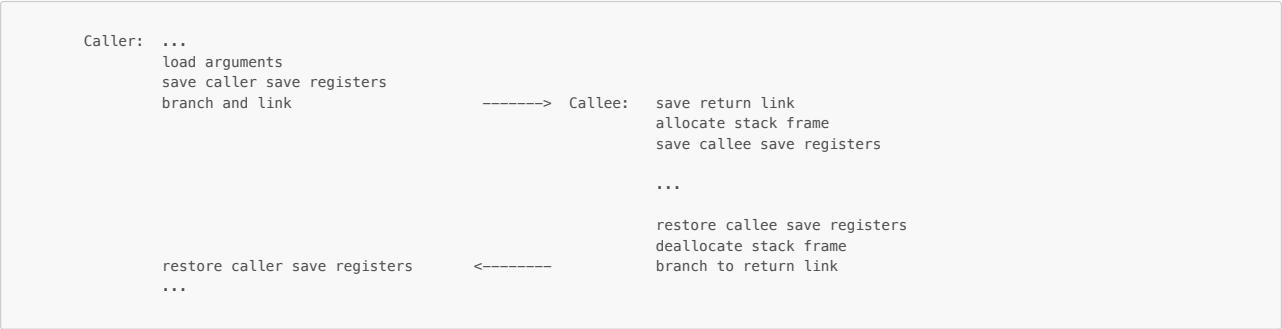 Caller: ...
load arguments
save caller save registers
branch and link -------> Callee: save return link
allocate stack frame
save callee save registers
...
restore callee save registers
deallocate stack frame
restore caller save registers <-------- branch to return link
...